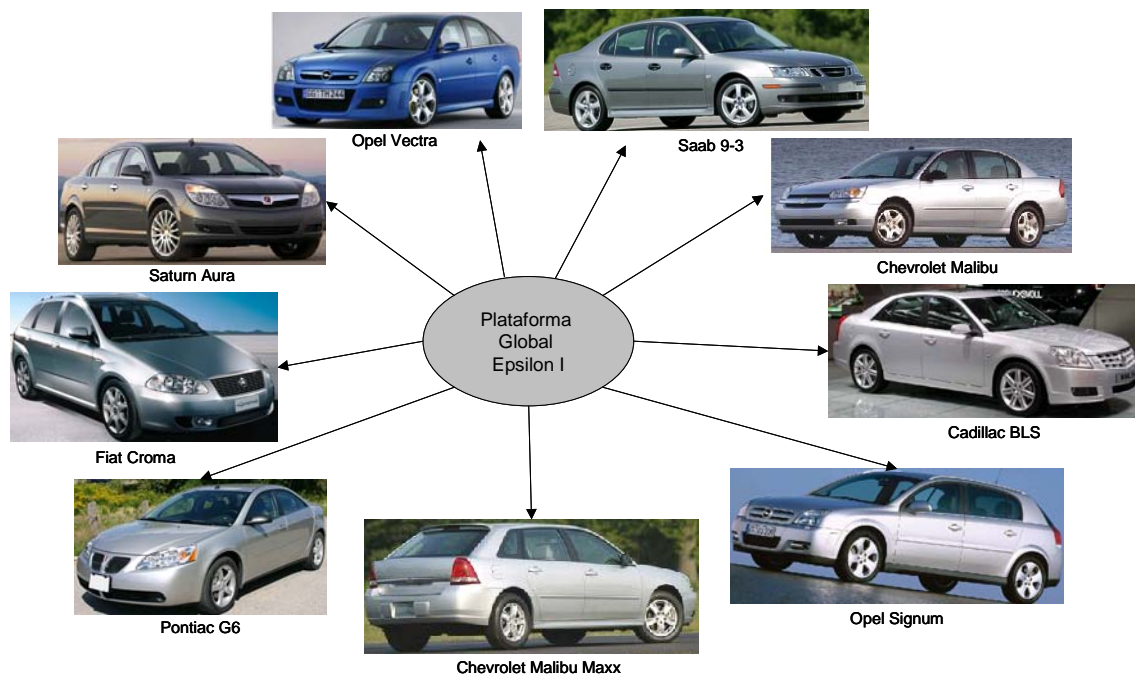 Opel Vectra
Saab 9-3
Saturn Aura
Chevrolet Malibu
Plataforma
Global
Epsilon I
Fiat Croma
Cadillac BLS
Pontiac G6
Opel Signum
Chevrolet Malibu Maxx